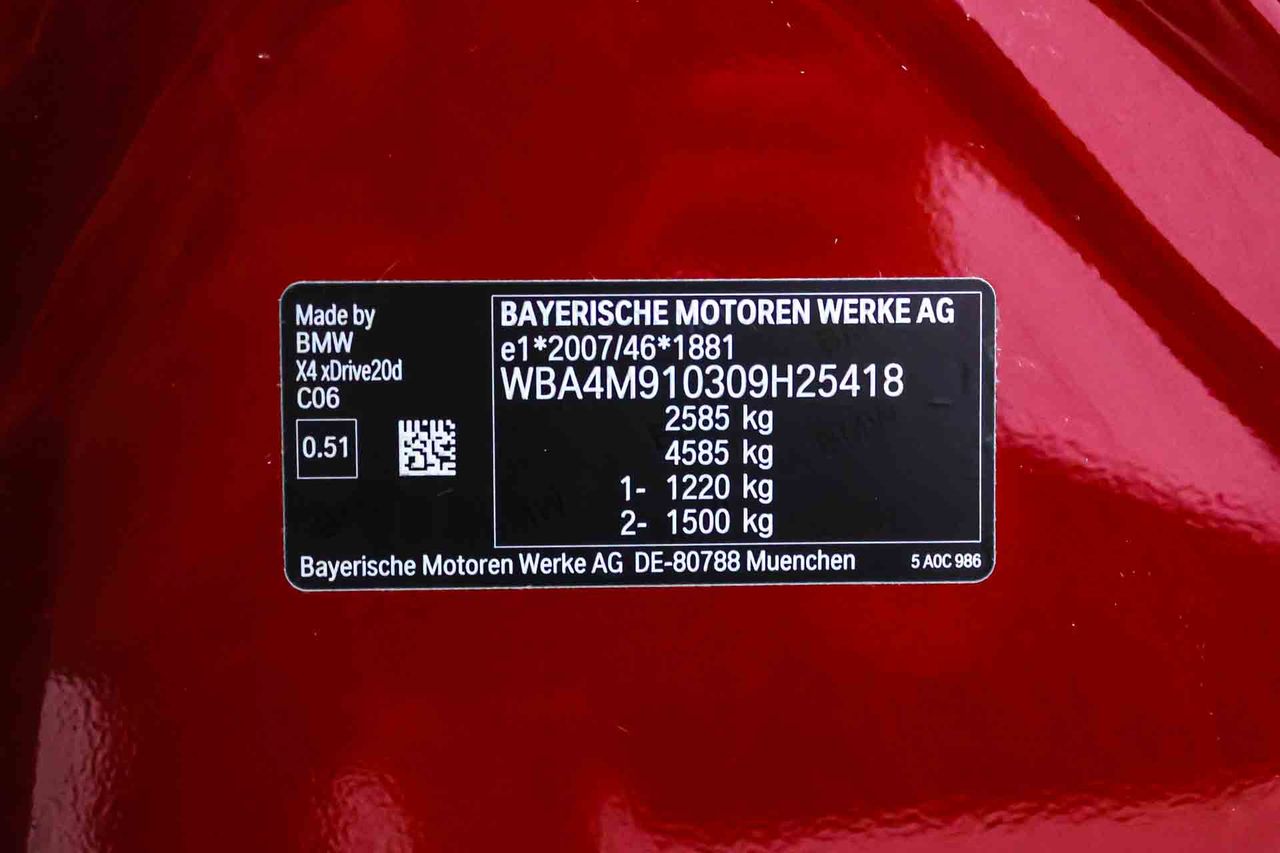 Made by
BMW
X4 xDrive20d
C06
0.51
BAYERISCHE MOTOREN WERKE AG
e1*2007/46*1881
WBA4M910309H25418
2585 kg
4585 kg
1- 1220 kg
2- 1500 kg
Bayerische Motoren Werke AG DE-80788 Muenchen
5 A0C 986